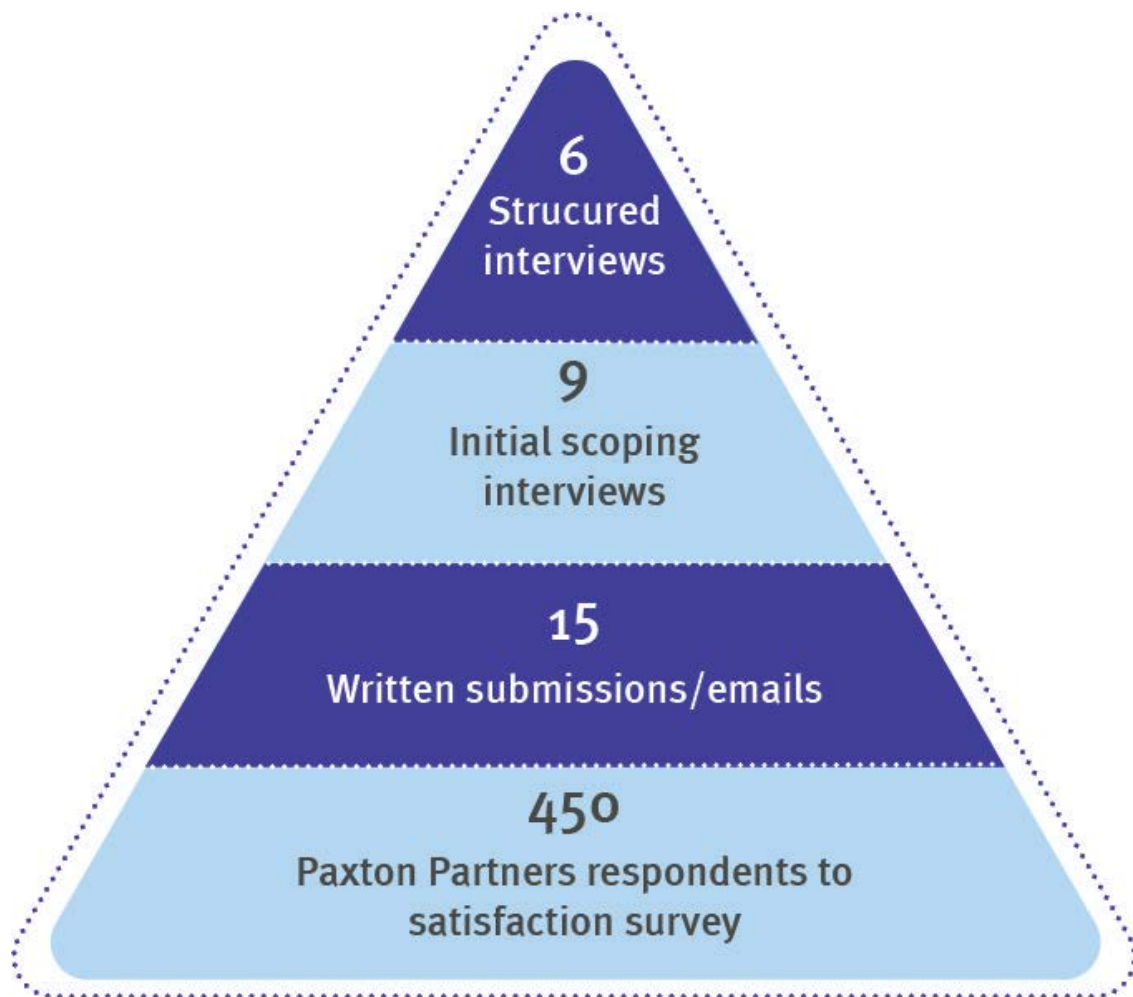 6
Strucured
interviews
9
Initial scoping
interviews
15
Written submissions/emails
450
Paxton Partners respondents to
satisfaction survey